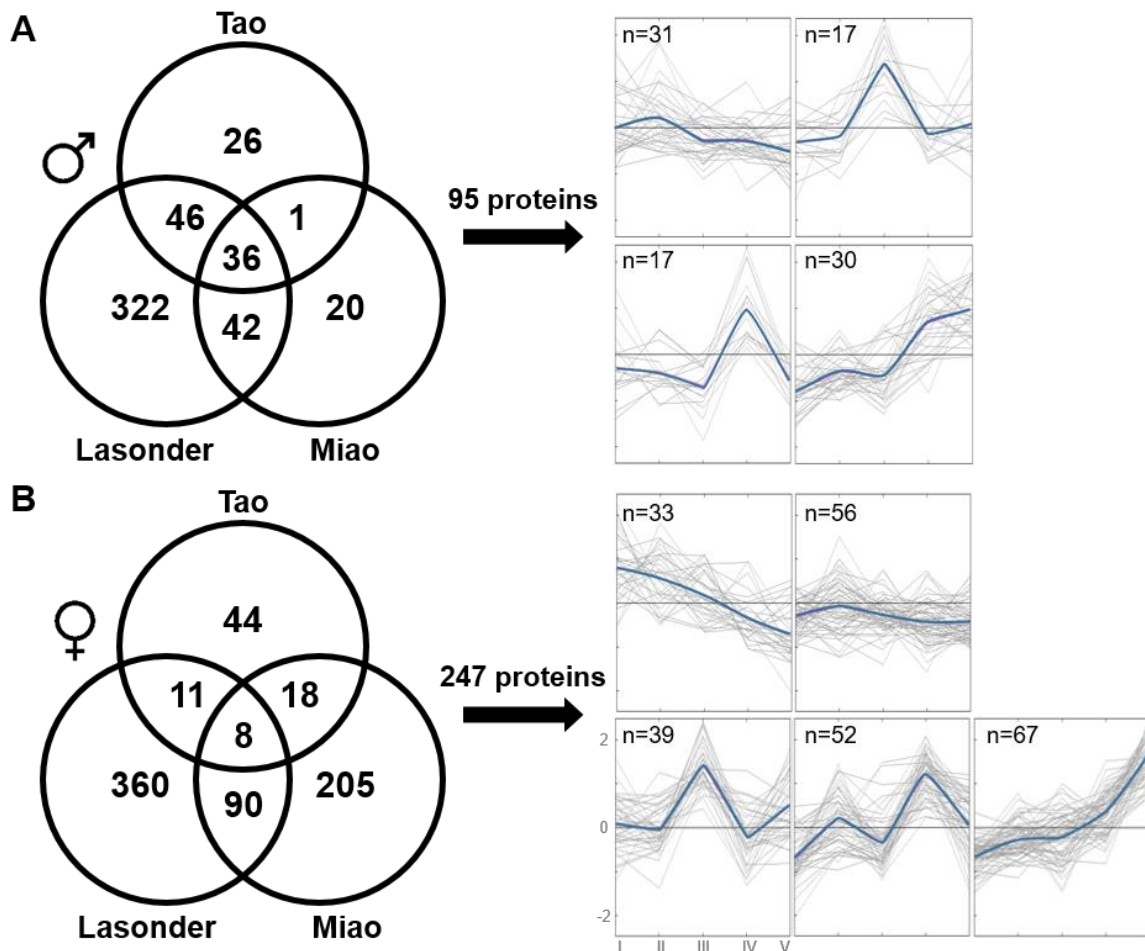 A
Tao
♂
26
46
1
36
322
42
20
Lasonder
Miao
95 proteins
n=31
n=17
n=17
n=30
B
Tao
♀
44
11
18
8
360
90
205
Lasonder
Miao
247 proteins
n=33
n=56
n=39
n=52
n=67
2
0
-2
I II III IV V